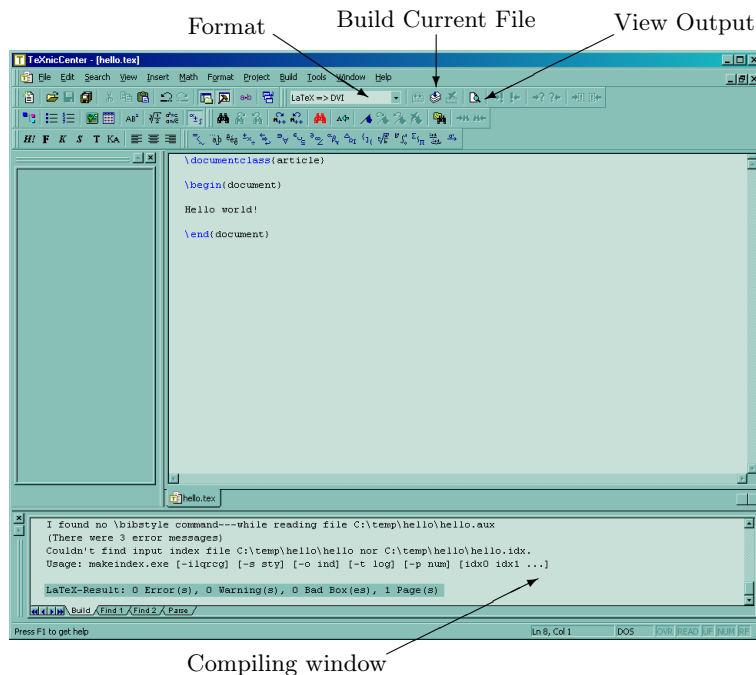 Format
Build Current File
View Output
TeXnicCenter - [hello.tex]
File Edit Search View Insert Math Format Project Build Tools Window Help
LaTeX => DVI
H! F K S T KA
\documentclass{article}
\begin{document}
Hello world!
\end{document}
hello.tex
I found no \bibstyle command---while reading file C:\temp\hello\hello.aux
(There were 3 error messages)
Couldn't find input index file C:\temp\hello\hello nor C:\temp\hello\hello.idx.
Usage: makeindex.exe [-ilqrcg] [-s sty] [-o ind] [-t log] [-p num] [idx0 idx1 ...]
LaTeX-Result: 0 Error(s), 0 Warning(s), 0 Bad Box(es), 1 Page(s)
Build Find 1 Find 2 Parse
Press F1 to get help Ln 8, Col 1 DOS OVR READ LF NUM RF
Compiling window